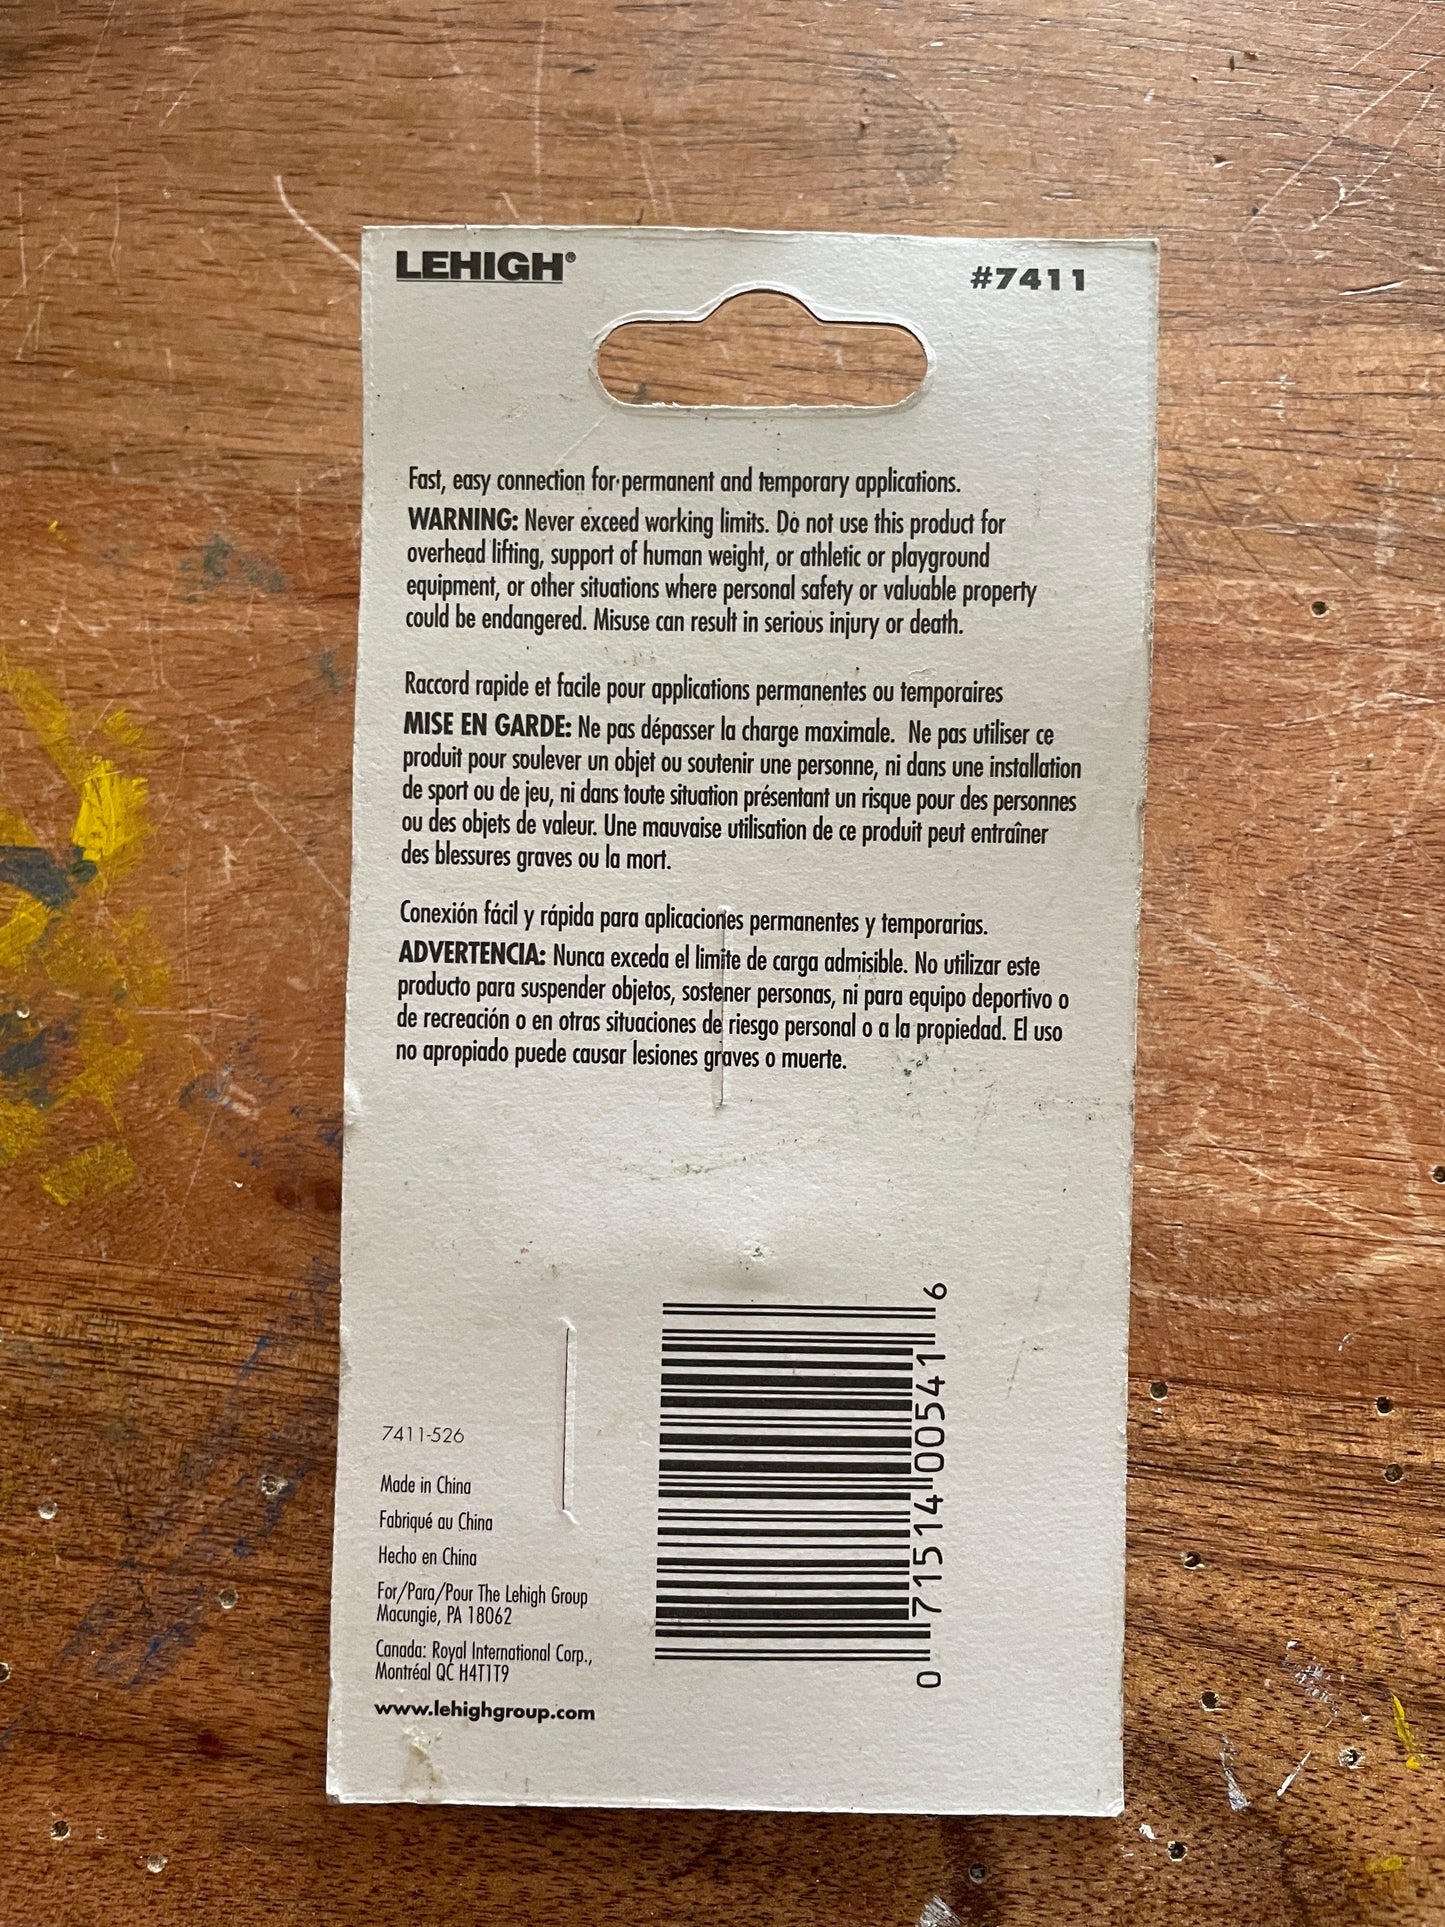 LEHIGH® #7411
Fast, easy connection for permanent and temporary applications.
WARNING: Never exceed working limits. Do not use this product for
overhead lifting, support of human weight, or athletic or playground
equipment, or other situations where personal safety or valuable property
could be endangered. Misuse can result in serious injury or death.
Raccord rapide et facile pour applications permanentes ou temporaires
MISE EN GARDE: Ne pas dépasser la charge maximale. Ne pas utiliser ce
produit pour soulever un objet ou soutenir une personne, ni dans une installation
de sport ou de jeu, ni dans toute situation présentant un risque pour des personnes
ou des objets de valeur. Une mauvaise utilisation de ce produit peut entraîner
des blessures graves ou la mort.
Conexión fácil y rápida para aplicaciones permanentes y temporarias.
ADVERTENCIA: Nunca exceda el limite de carga admisible. No utilizar este
producto para suspender objetos, sostener personas, ni para equipo deportivo o
de recreación o en otras situaciones de riesgo personal o a la propiedad. El uso
no apropiado puede causar lesiones graves o muerte.
7411-526
Made in China
Fabriqué au China
Hecho en China
For/Para/Pour The Lehigh Group
Macungie, PA 18062
Canada: Royal International Corp.,
Montréal QC H4T1T9
www.lehighgroup.com
0 71514 00541 6